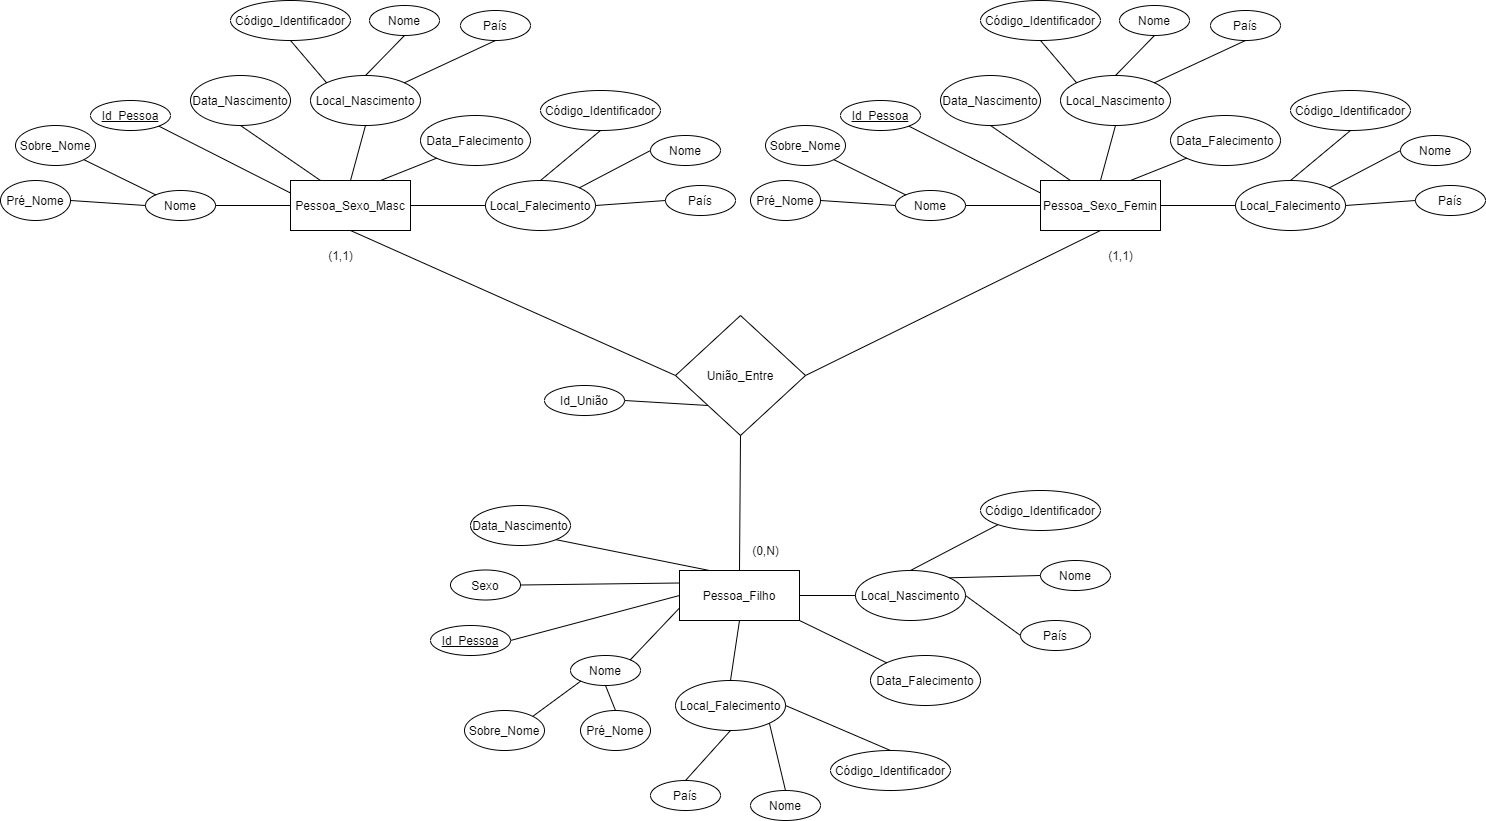 Código_Identificador
Nome
País
Data_Nascimento
Local_Nascimento
Id_Pessoa
Sobre_Nome
Data_Falecimento
Código_Identificador
Nome
Pré_Nome
Nome
Pessoa_Sexo_Masc
Local_Falecimento
País
(1,1)
Código_Identificador
Nome
País
Data_Nascimento
Local_Nascimento
Id_Pessoa
Sobre_Nome
Data_Falecimento
Código_Identificador
Nome
Pré_Nome
Nome
Pessoa_Sexo_Femin
Local_Falecimento
País
(1,1)
União_Entre
Id_União
Data_Nascimento
Código_Identificador
(0,N)
Sexo
Pessoa_Filho
Local_Nascimento
Nome
Id_Pessoa
País
Nome
Data_Falecimento
Local_Falecimento
Sobre_Nome
Pré_Nome
Código_Identificador
País
Nome